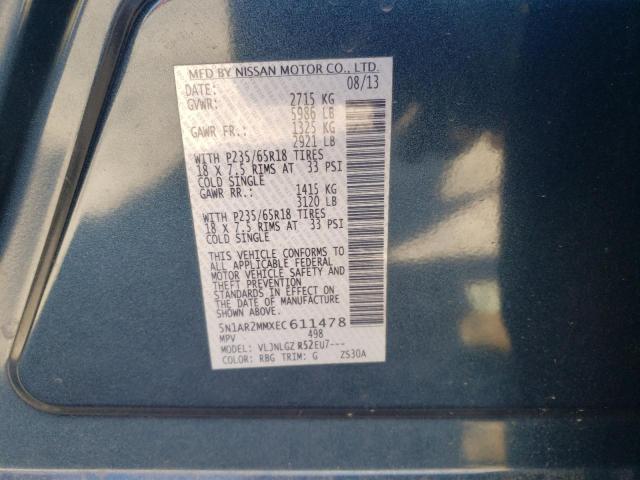 MFD BY NISSAN MOTOR CO., LTD.
DATE: 08/13
GVWR: 2715 KG
5986 LB
GAWR FR.: 1325 KG
2921 LB
WITH P235/65R18 TIRES
18 X 7.5 RIMS AT 33 PSI
COLD SINGLE
GAWR RR.: 1415 KG
3120 LB
WITH P235/65R18 TIRES
18 X 7.5 RIMS AT 33 PSI
COLD SINGLE
THIS VEHICLE CONFORMS TO
ALL APPLICABLE FEDERAL
MOTOR VEHICLE SAFETY AND
THEFT PREVENTION
STANDARDS IN EFFECT ON
THE DATE OF MANUFACTURE
SHOWN ABOVE.
5N1AR2MMXEC611478
MPV 498
MODEL: VLJNLGZ R52EU7---
COLOR: RBG TRIM: G ZS30A